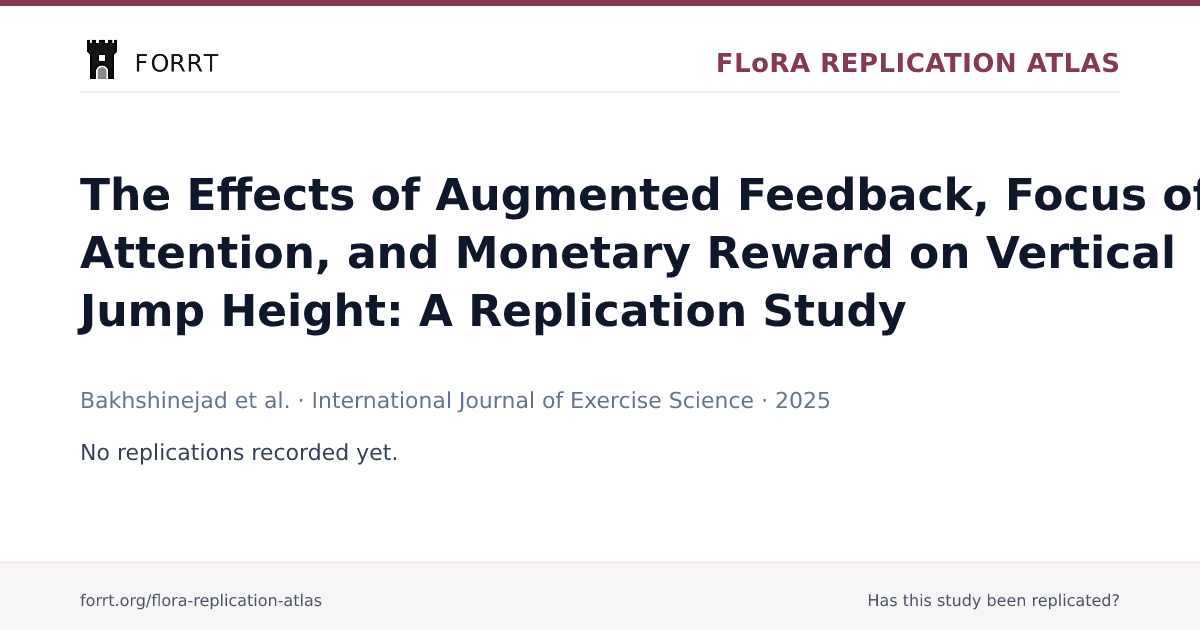 FORRT
FLoRA REPLICATION ATLAS
The Effects of Augmented Feedback, Focus of
Attention, and Monetary Reward on Vertical
Jump Height: A Replication Study
Bakhshinejad et al. · International Journal of Exercise Science · 2025
No replications recorded yet.
forrt.org/flora-replication-atlas
Has this study been replicated?